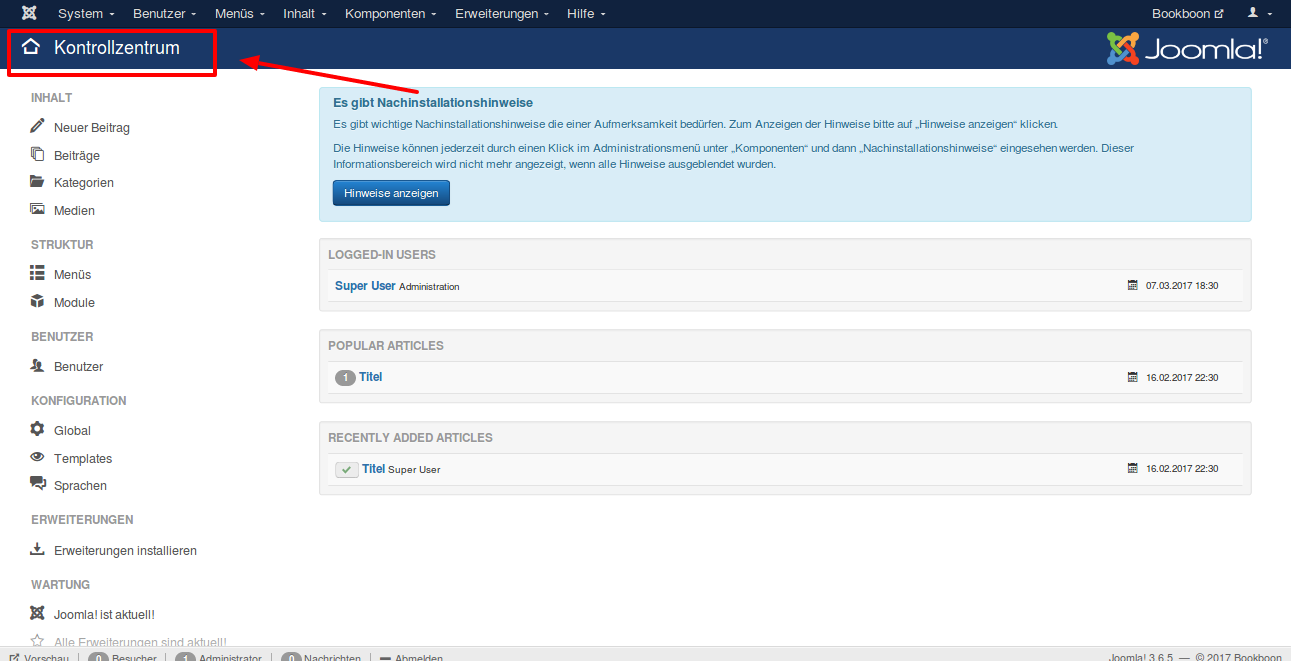 System Benutzer Menüs Inhalt Komponenten Erweiterungen Hilfe Bookboon
Kontrollzentrum
Joomla!®
INHALT
Neuer Beitrag
Beiträge
Kategorien
Medien
STRUKTUR
Menüs
Module
BENUTZER
Benutzer
KONFIGURATION
Global
Templates
Sprachen
ERWEITERUNGEN
Erweiterungen installieren
WARTUNG
Joomla! ist aktuell!
Alle Erweiterungen sind aktuell!
Es gibt Nachinstallationshinweise
Es gibt wichtige Nachinstallationshinweise die einer Aufmerksamkeit bedürfen. Zum Anzeigen der Hinweise bitte auf „Hinweise anzeigen“ klicken.
Die Hinweise können jederzeit durch einen Klick im Administrationsmenü unter „Komponenten“ und dann „Nachinstallationshinweise“ eingesehen werden. Dieser
Informationsbereich wird nicht mehr angezeigt, wenn alle Hinweise ausgeblendet wurden.
Hinweise anzeigen
LOGGED-IN USERS
Super User Administration 07.03.2017 18:30
POPULAR ARTICLES
1 Titel 16.02.2017 22:30
RECENTLY ADDED ARTICLES
Titel Super User 16.02.2017 22:30
Vorschau 0 Besucher 1 Administrator 0 Nachrichten Abmelden Joomla! 3.6.5 — © 2017 Bookboon